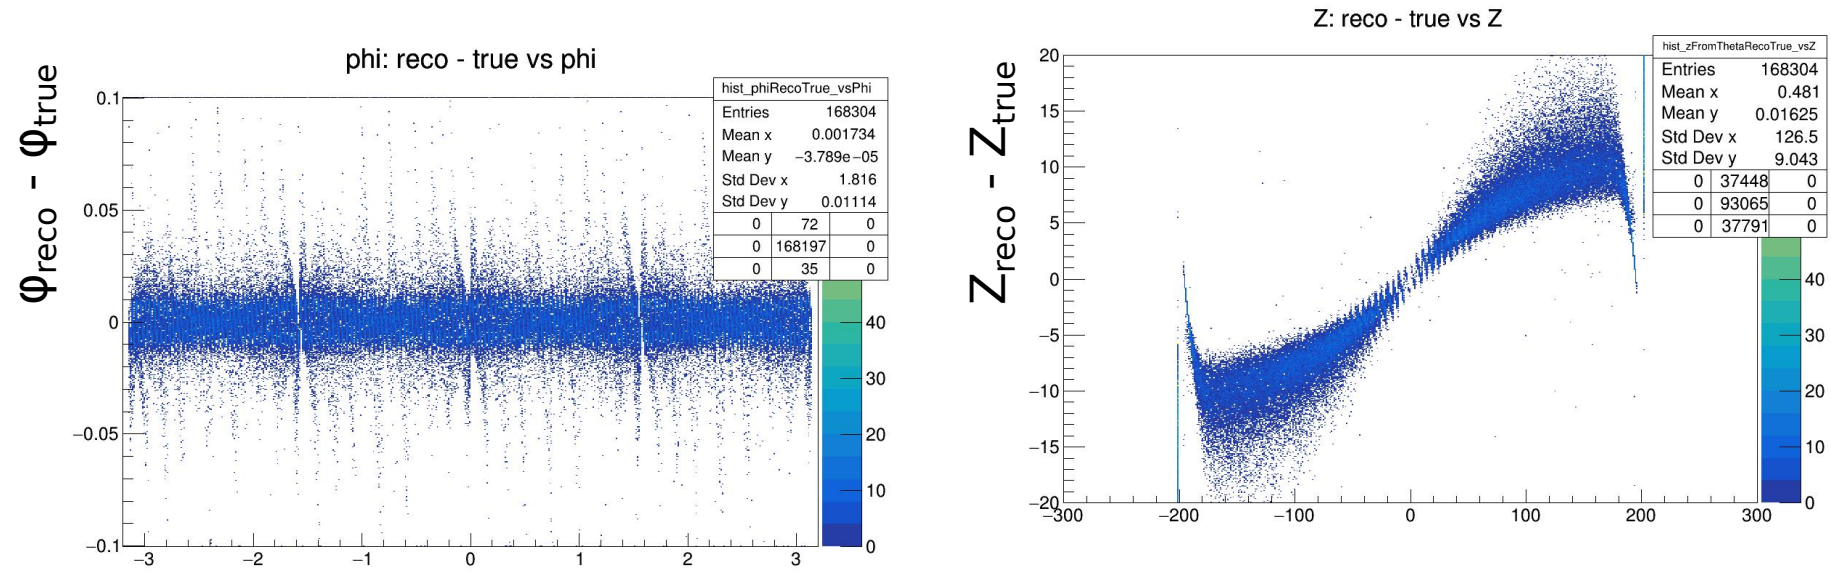 phi: reco - true vs phi
φreco - φtrue
hist_phiRecoTrue_vsPhi
Entries 168304
Mean x 0.001734
Mean y −3.789e−05
Std Dev x 1.816
Std Dev y 0.01114
0 72 0
0 168197 0
0 35 0
0.1
0.05
0
−0.05
−0.1
−3 −2 −1 0 1 2 3
40
30
20
10
0
Z: reco - true vs Z
Zreco - Ztrue
hist_zFromThetaRecoTrue_vsZ
Entries 168304
Mean x 0.481
Mean y 0.01625
Std Dev x 126.5
Std Dev y 9.043
0 37448 0
0 93065 0
0 37791 0
20
15
10
5
0
−5
−10
−15
−20
−300 −200 −100 0 100 200 300
40
30
20
10
0